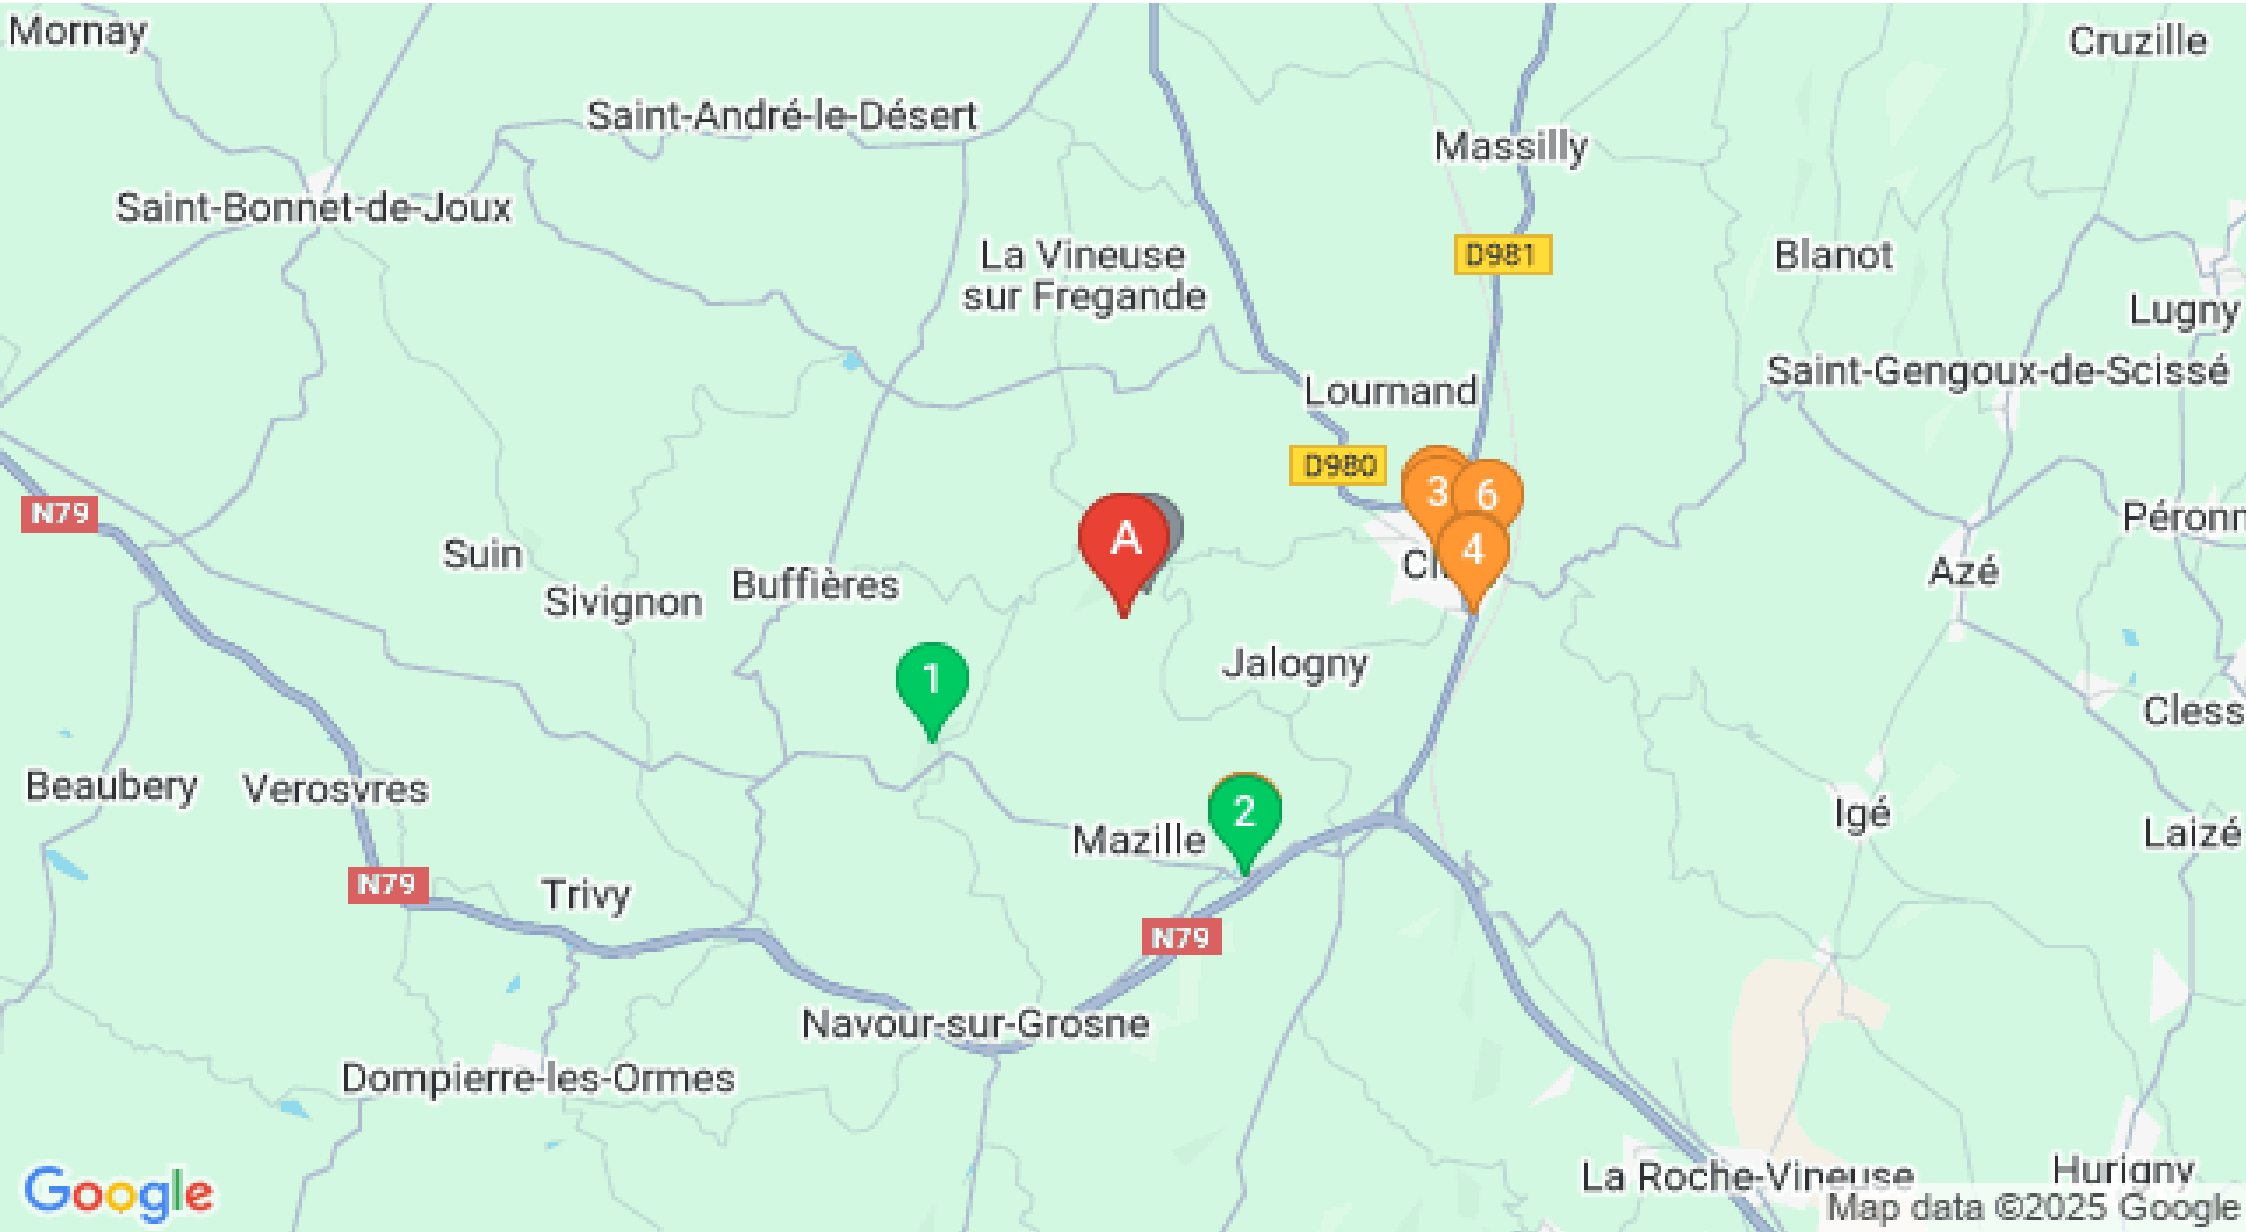 Mornay
Cruzille
Saint-André-le-Désert
Massilly
Saint-Bonnet-de-Joux
La Vineuse
sur Fregande
D981
Blanot
Lugny
Saint-Gengoux-de-Scissé
Lournand
D980
3
6
N79
A
4
Suin
Sivignon
Buffières
Azé
Jalogny
1
Beaubery
Verosvres
2
Mazille
Igé
Laizé
N79
Trivy
N79
Navour-sur-Grosne
Dompierre-les-Ormes
La Roche-Vineuse
Hurigny
Google
Map data ©2025 Google